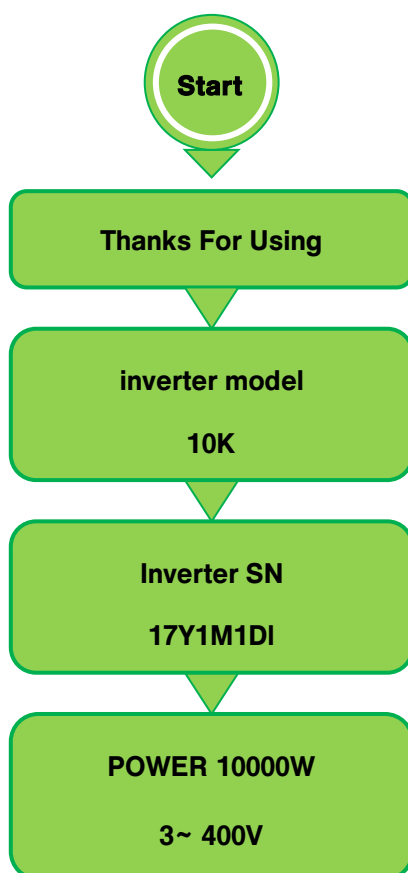 Start
Thanks For Using
inverter model
10K
Inverter SN
17Y1M1DI
POWER 10000W
3~ 400V